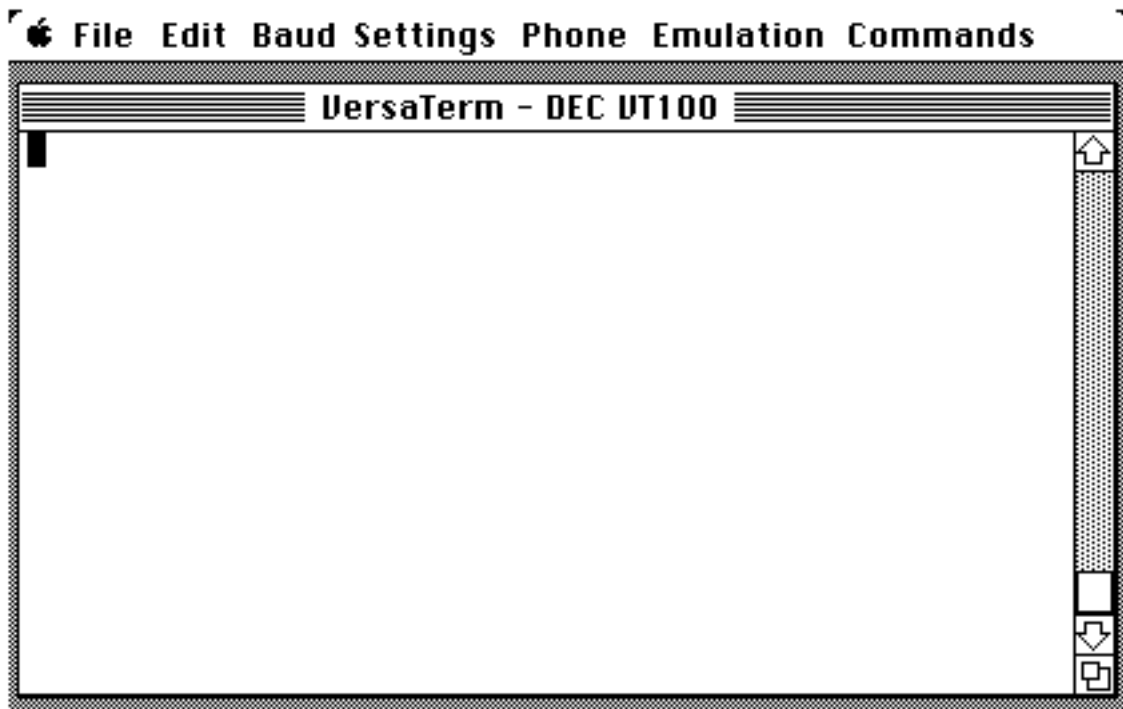 File Edit Baud Settings Phone Emulation Commands
VersaTerm - DEC VT100